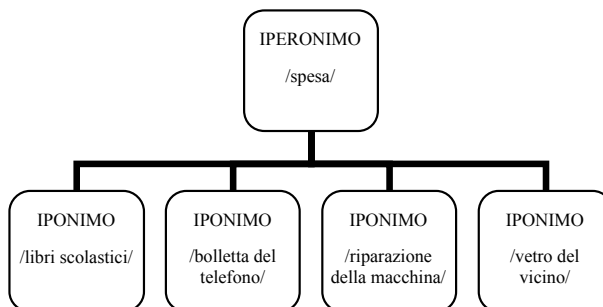 IPERONIMO
/spesa/
IPONIMO
/libri scolastici/
IPONIMO
/bolletta del
telefono/
IPONIMO
/riparazione
della macchina/
IPONIMO
/vetro del
vicino/